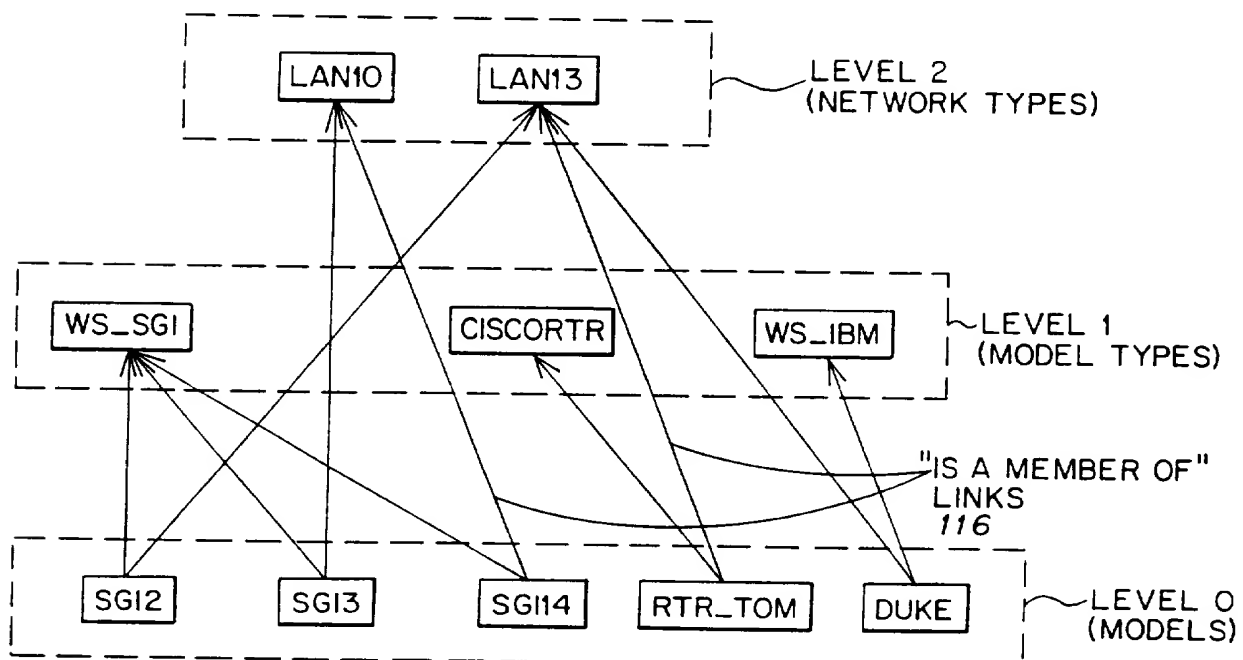 LAN10
LAN13
LEVEL 2
(NETWORK TYPES)
WS_SGI
CISCORTR
WS_IBM
LEVEL 1
(MODEL TYPES)
"IS A MEMBER OF"
LINKS
116
SGI2
SGI3
SGI14
RTR_TOM
DUKE
LEVEL 0
(MODELS)